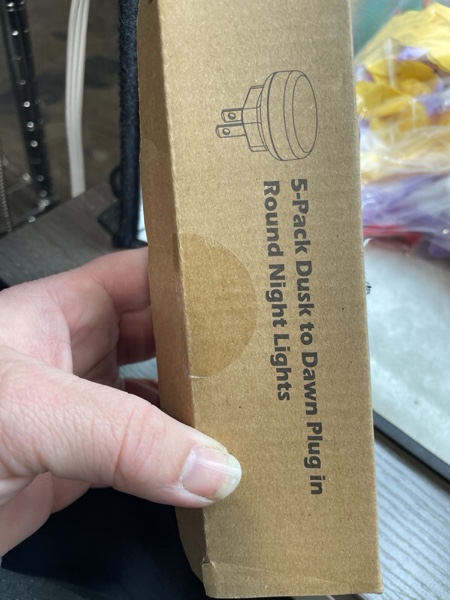 5-Pack Dusk to Dawn Plug in
Round Night Lights